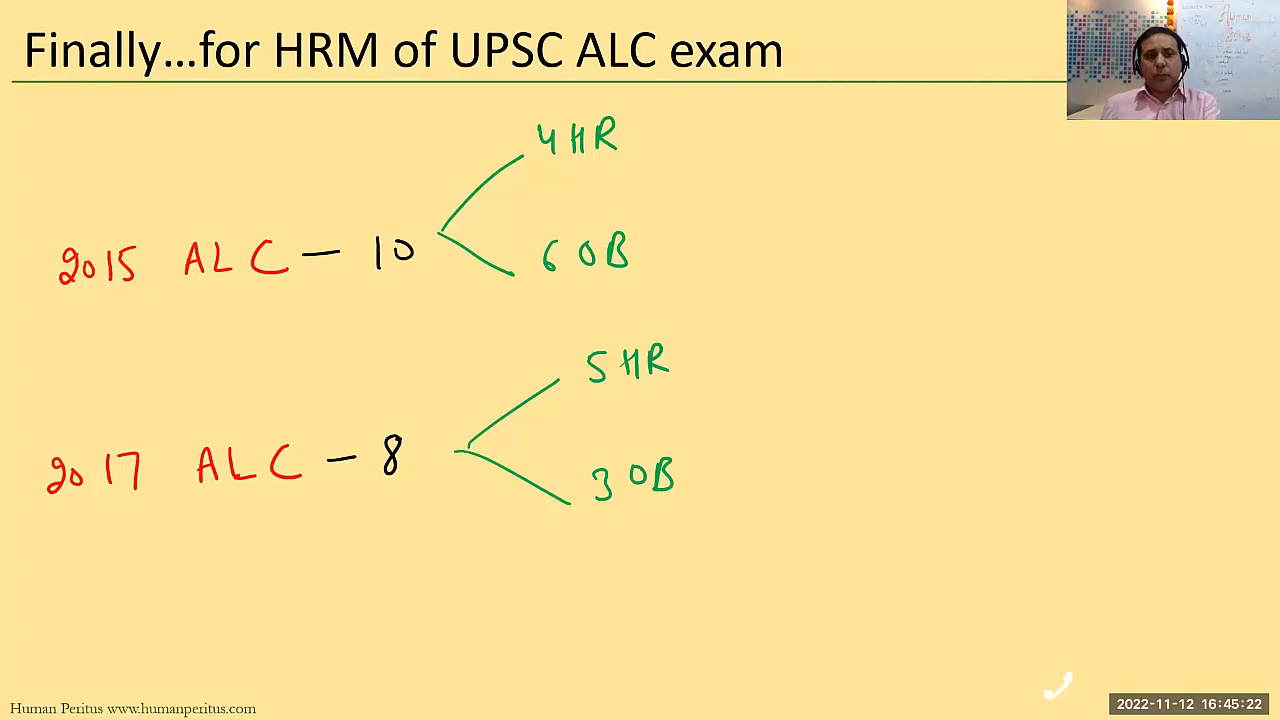 Finally...for HRM of UPSC ALC exam
4 HR
2015 ALC - 10
6 OB
5 HR
2017 ALC - 8
3 OB
Human Peritus www.humanperitus.com
2022-11-12 16:45:22
Human